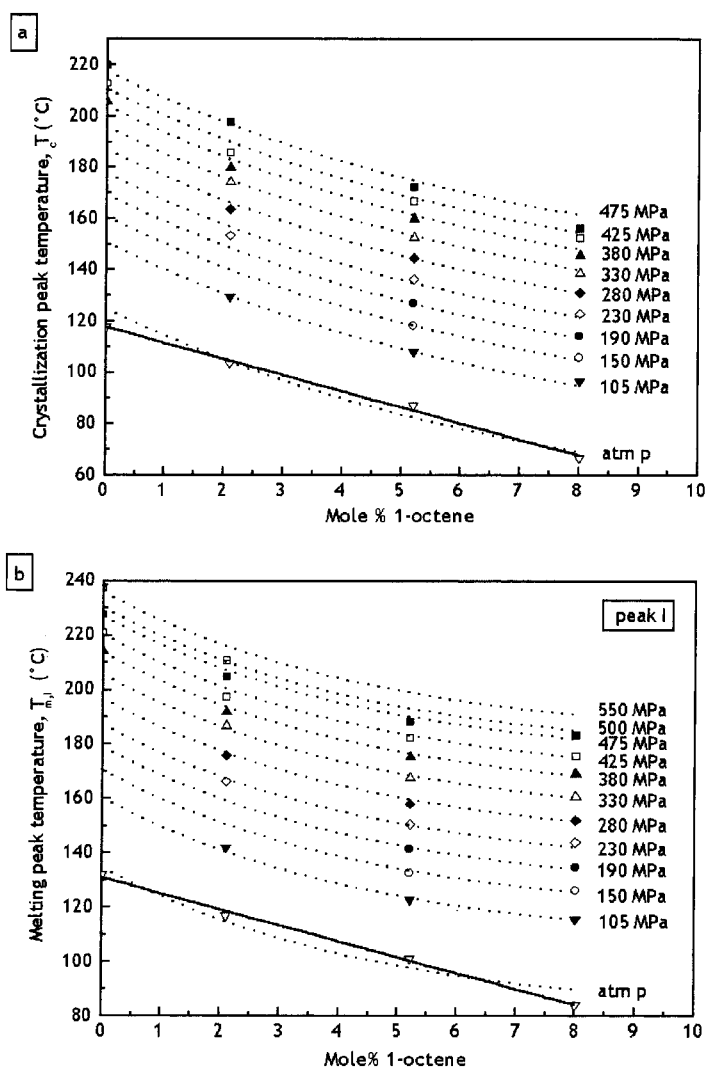 a
Crystallization peak temperature, cT (˚C)
220
200
180
160
140
120
100
80
60
475 MPa
425 MPa
380 MPa
330 MPa
280 MPa
230 MPa
190 MPa
150 MPa
105 MPa
atm p
0 1 2 3 4 5 6 7 8 9 10
Mole % 1-octene
b
Melting peak temperature, Tm,I (˚C)
240
220
200
180
160
140
120
100
80
peak I
550 MPa
500 MPa
475 MPa
425 MPa
380 MPa
330 MPa
280 MPa
230 MPa
190 MPa
150 MPa
105 MPa
atm p
0 1 2 3 4 5 6 7 8 9 10
Mole% 1-octene